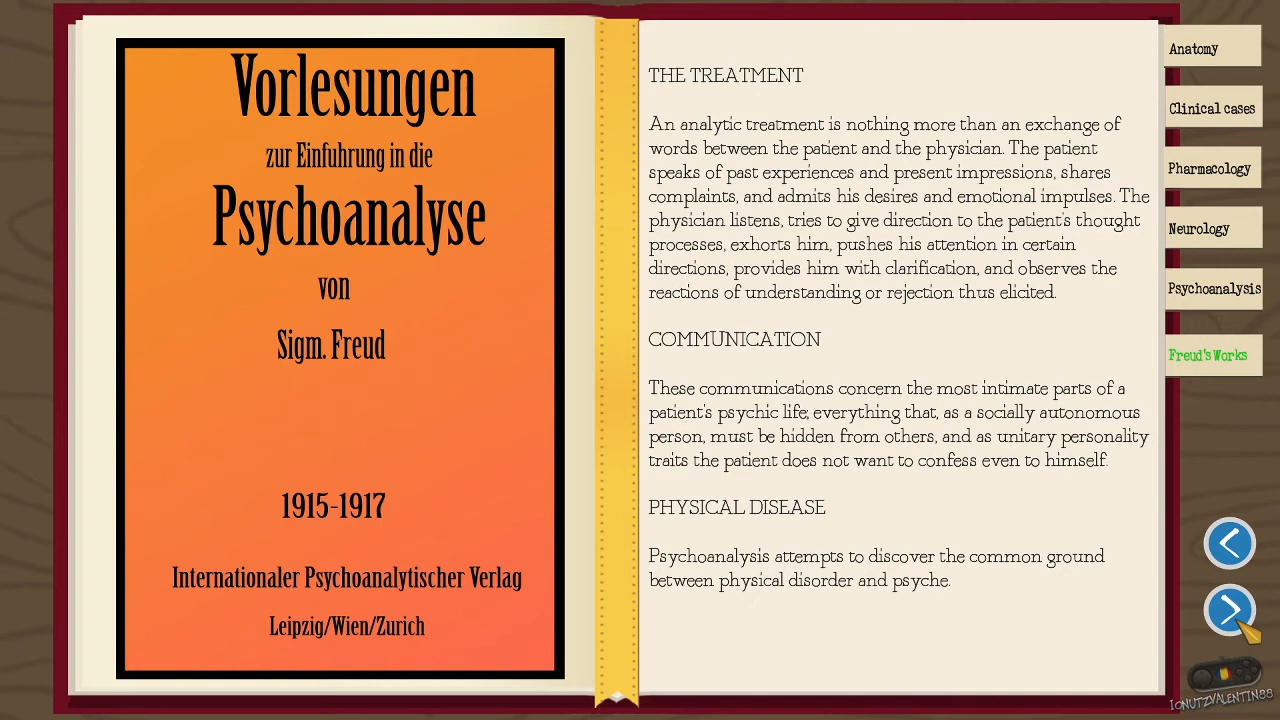 Vorlesungen
zur Einfuhrung in die
Psychoanalyse
von
Sigm. Freud
1915-1917
Internationaler Psychoanalytischer Verlag
Leipzig/Wien/Zurich
THE TREATMENT
An analytic treatment is nothing more than an exchange of
words between the patient and the physician. The patient
speaks of past experiences and present impressions, shares
complaints, and admits his desires and emotional impulses. The
physician listens, tries to give direction to the patient's thought
processes, exhorts him, pushes his attention in certain
directions, provides him with clarification, and observes the
reactions of understanding or rejection thus elicited.
COMMUNICATION
These communications concern the most intimate parts of a
patient's psychic life; everything that, as a socially autonomous
person, must be hidden from others, and as unitary personality
traits the patient does not want to confess even to himself.
PHYSICAL DISEASE
Psychoanalysis attempts to discover the common ground
between physical disorder and psyche.
Anatomy
Clinical cases
Pharmacology
Neurology
Psychoanalysis
Freud's Works
IONUTZVALENTIN88